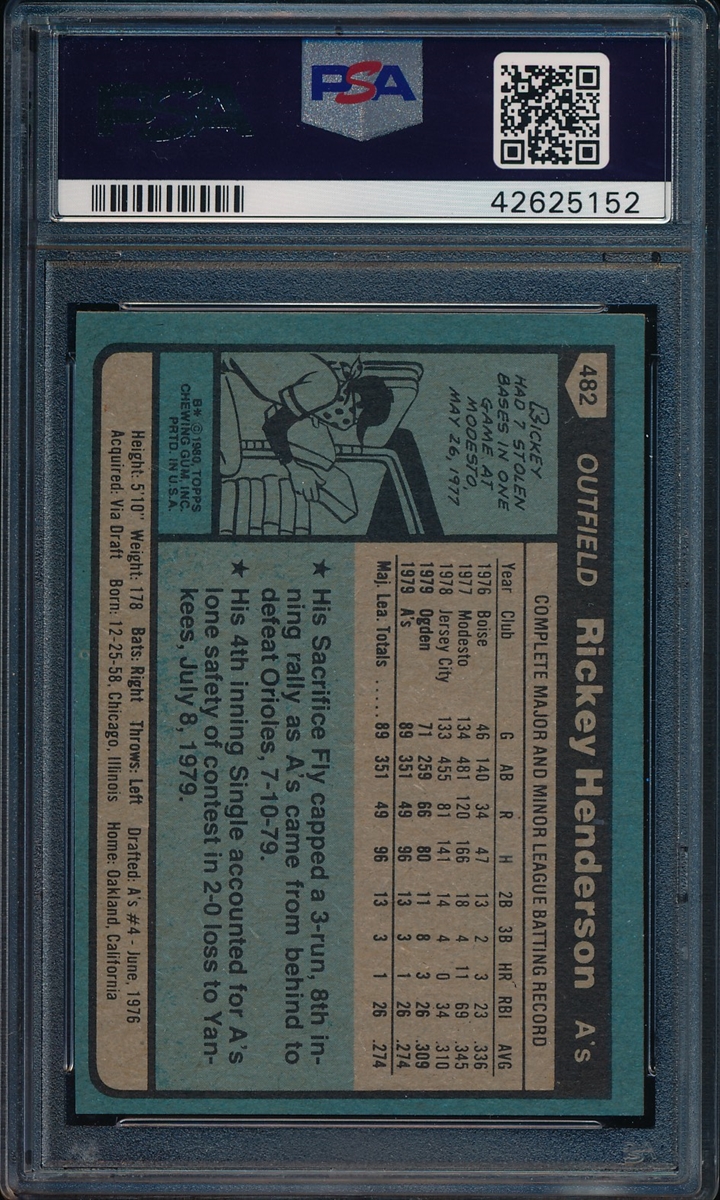 PSA
42625152
482 OUTFIELD Rickey Henderson A's
RICKEY
HAD 7 STOLEN
BASES IN ONE
GAME AT
MODESTO,
MAY 26, 1977
B* © 1980 TOPPS
CHEWING GUM, INC.
PRTD. IN U.S.A.
COMPLETE MAJOR AND MINOR LEAGUE BATTING RECORD
Year Club G AB R H 2B 3B HR RBI AVG
1976 Boise 46 140 34 47 13 2 3 23 .336
1977 Modesto 134 481 120 166 18 4 11 69 .345
1978 Jersey City 133 455 81 141 14 4 0 34 .310
1979 Ogden 71 259 66 80 11 8 3 26 .309
1979 A's 89 351 49 96 13 3 1 26 .274
Maj. Lea. Totals ..... 89 351 49 96 13 3 1 26 .274
★ His Sacrifice Fly capped a 3-run, 8th in-
ning rally as A's came from behind to
defeat Orioles, 7-10-79.
★ His 4th inning Single accounted for A's
lone safety of contest in 2-0 loss to Yan-
kees, July 8, 1979.
Height: 5'10" Weight: 178 Bats: Right Throws: Left Drafted: A's #4 - June, 1976
Acquired: Via Draft Born: 12-25-58, Chicago, Illinois Home: Oakland, California